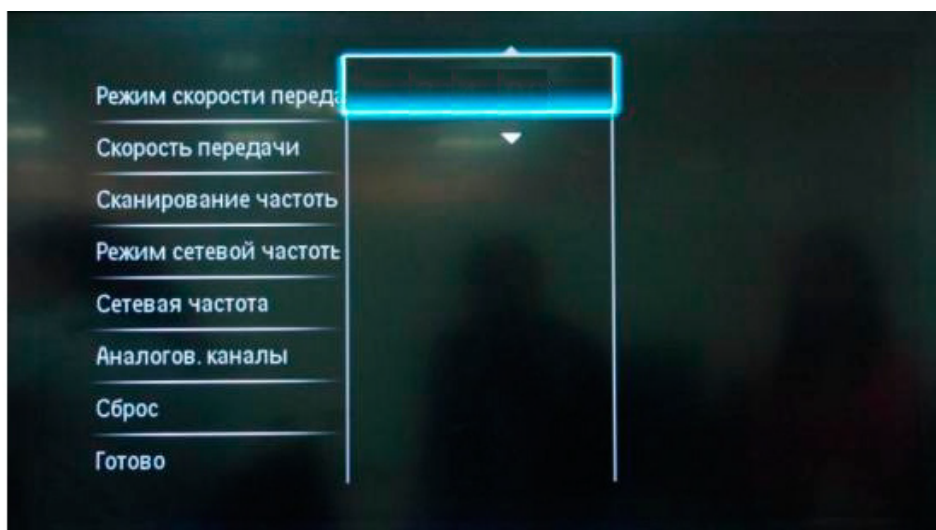 Режим скорости переда
Скорость передачи
Сканирование частоть
Режим сетевой частоть
Сетевая частота
Аналогов. каналы
Сброс
Готово